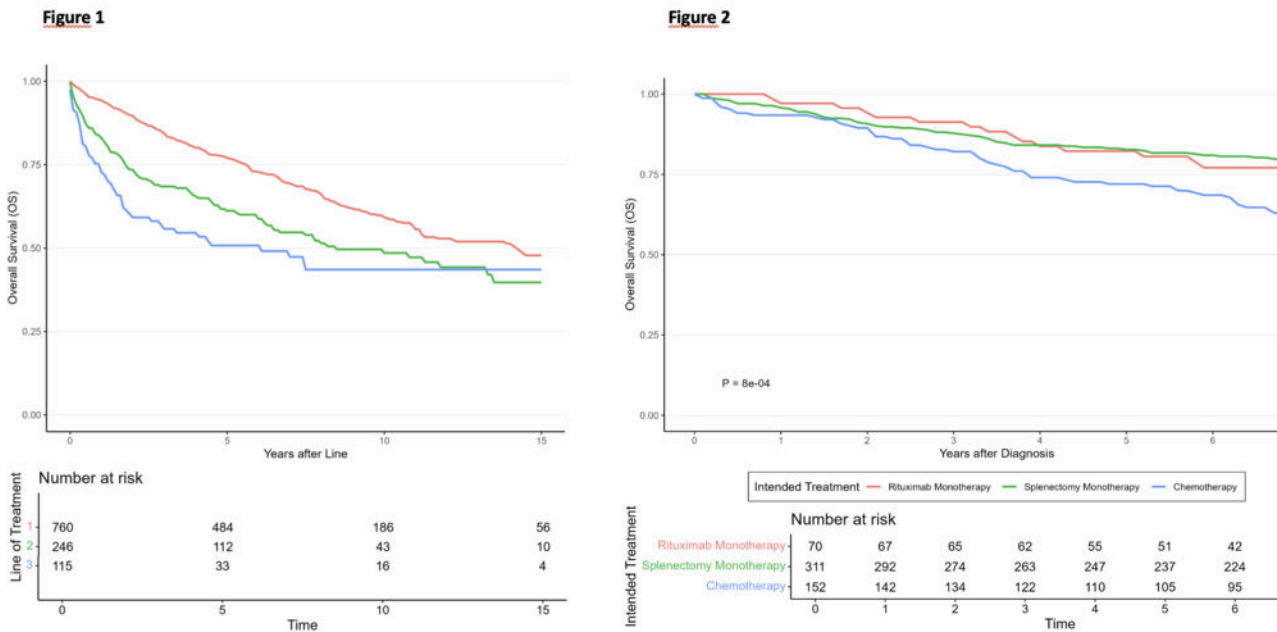 Figure 1
1.00
0.75
0.50
0.25
0.00
Overall Survival (OS)
0 5 10 15
Years after Line
Number at risk
Line of Treatment
1 760 484 186 56
2 246 112 43 10
3 115 33 16 4
0 5 10 15
Time
Figure 2
1.00
0.75
0.50
0.25
0.00
Overall Survival (OS)
P = 8e-04
0 1 2 3 4 5 6
Years after Diagnosis
Intended Treatment Rituximab Monotherapy Splenectomy Monotherapy Chemotherapy
Number at risk
Intended Treatment
Rituximab Monotherapy 70 67 65 62 55 51 42
Splenectomy Monotherapy 311 292 274 263 247 237 224
Chemotherapy 152 142 134 122 110 105 95
0 1 2 3 4 5 6
Time